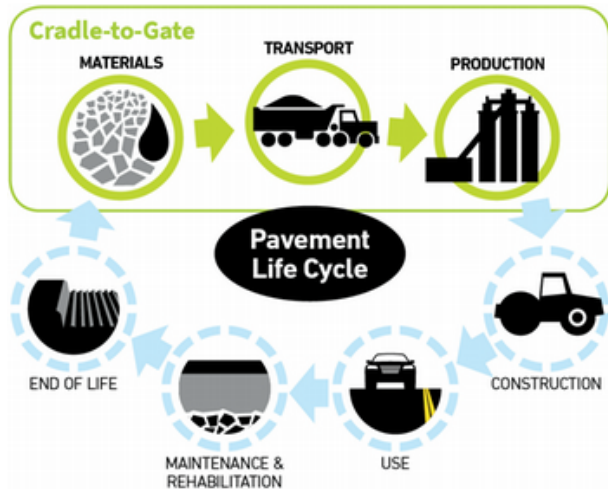 Cradle-to-Gate
MATERIALS
TRANSPORT
PRODUCTION
Pavement
Life Cycle
END OF LIFE
CONSTRUCTION
MAINTENANCE &
REHABILITATION
USE